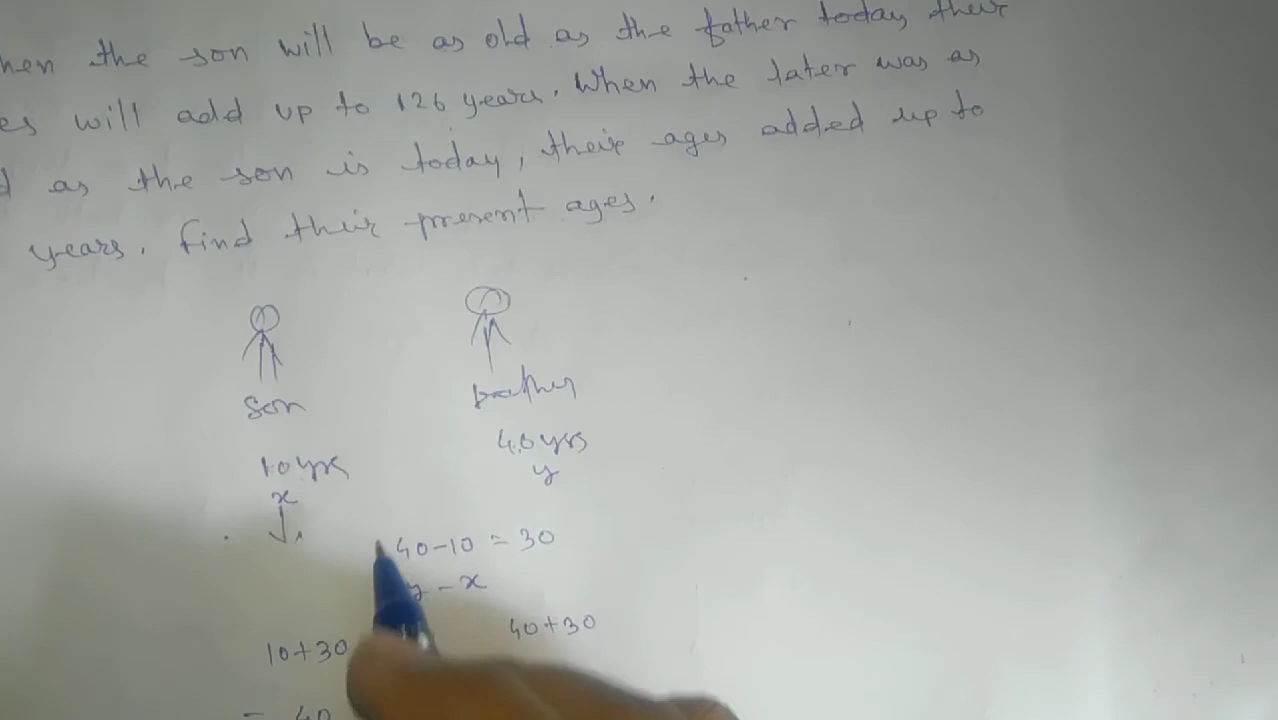 hen the son will be as old as the father today their
es will add up to 126 years. When the later was as
d as the son is today, their ages added up to
years. find their present ages.
son father
10 yrs 40 yrs
x y
40-10 = 30
y - x
10+30 40+30
= 40